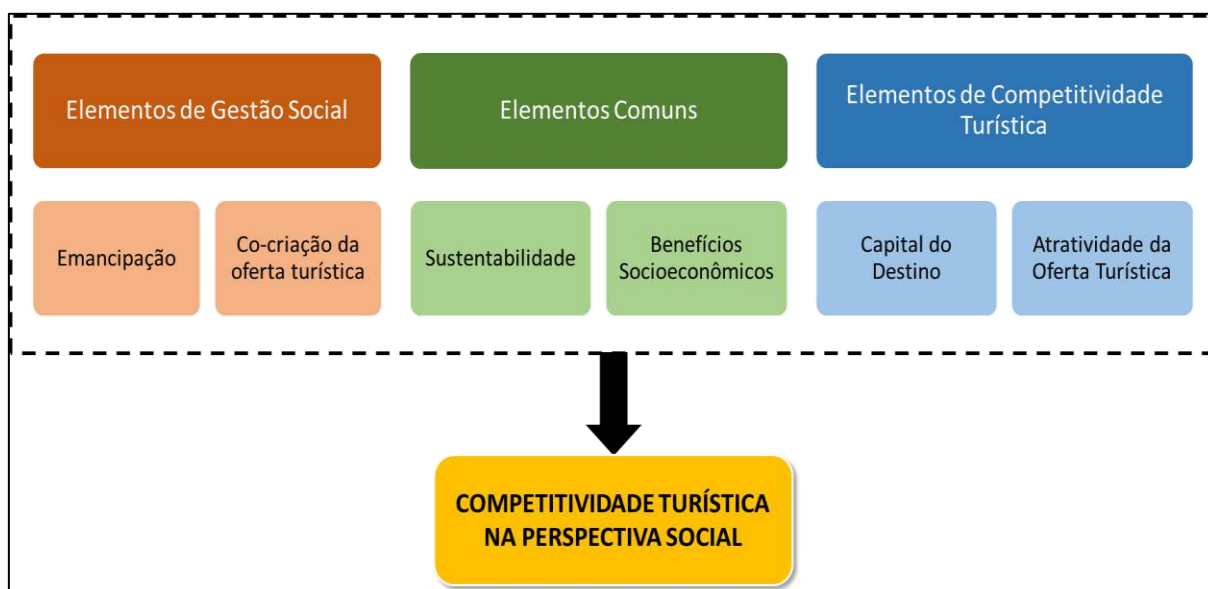 Elementos de Gestão Social
Elementos Comuns
Elementos de Competitividade
Turística
Emancipação
Co-criação da
oferta turística
Sustentabilidade
Benefícios
Socioeconômicos
Capital do
Destino
Atratividade da
Oferta Turística
COMPETITIVIDADE TURÍSTICA
NA PERSPECTIVA SOCIAL